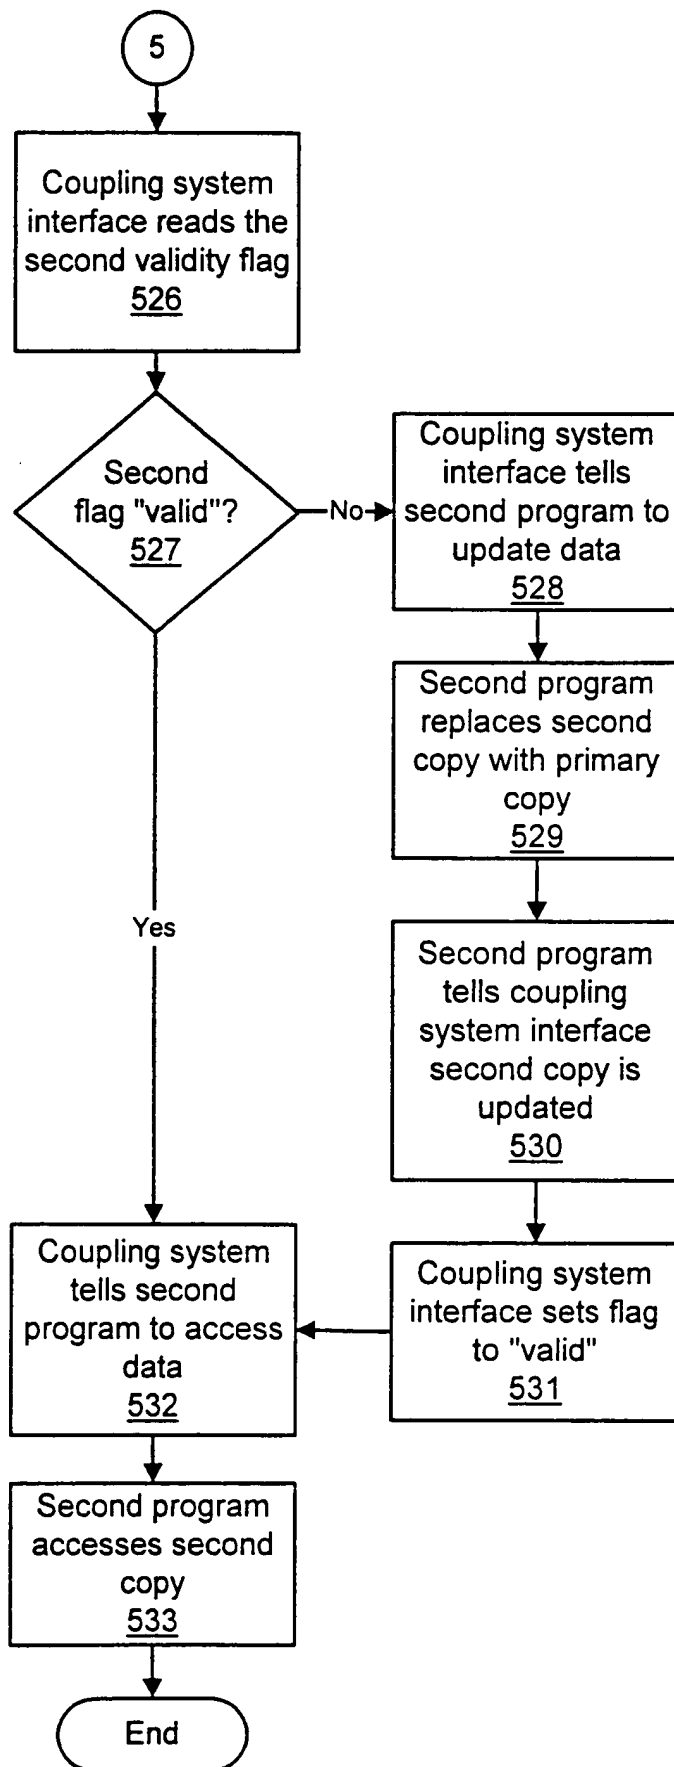 5
Coupling system
interface reads the
second validity flag
526
Second
flag "valid"?
527
No
Coupling system
interface tells
second program to
update data
528
Second program
replaces second
copy with primary
copy
529
Second program
tells coupling
system interface
second copy is
updated
530
Yes
Coupling system
interface sets flag
to "valid"
531
Coupling system
tells second
program to access
data
532
Second program
accesses second
copy
533
End